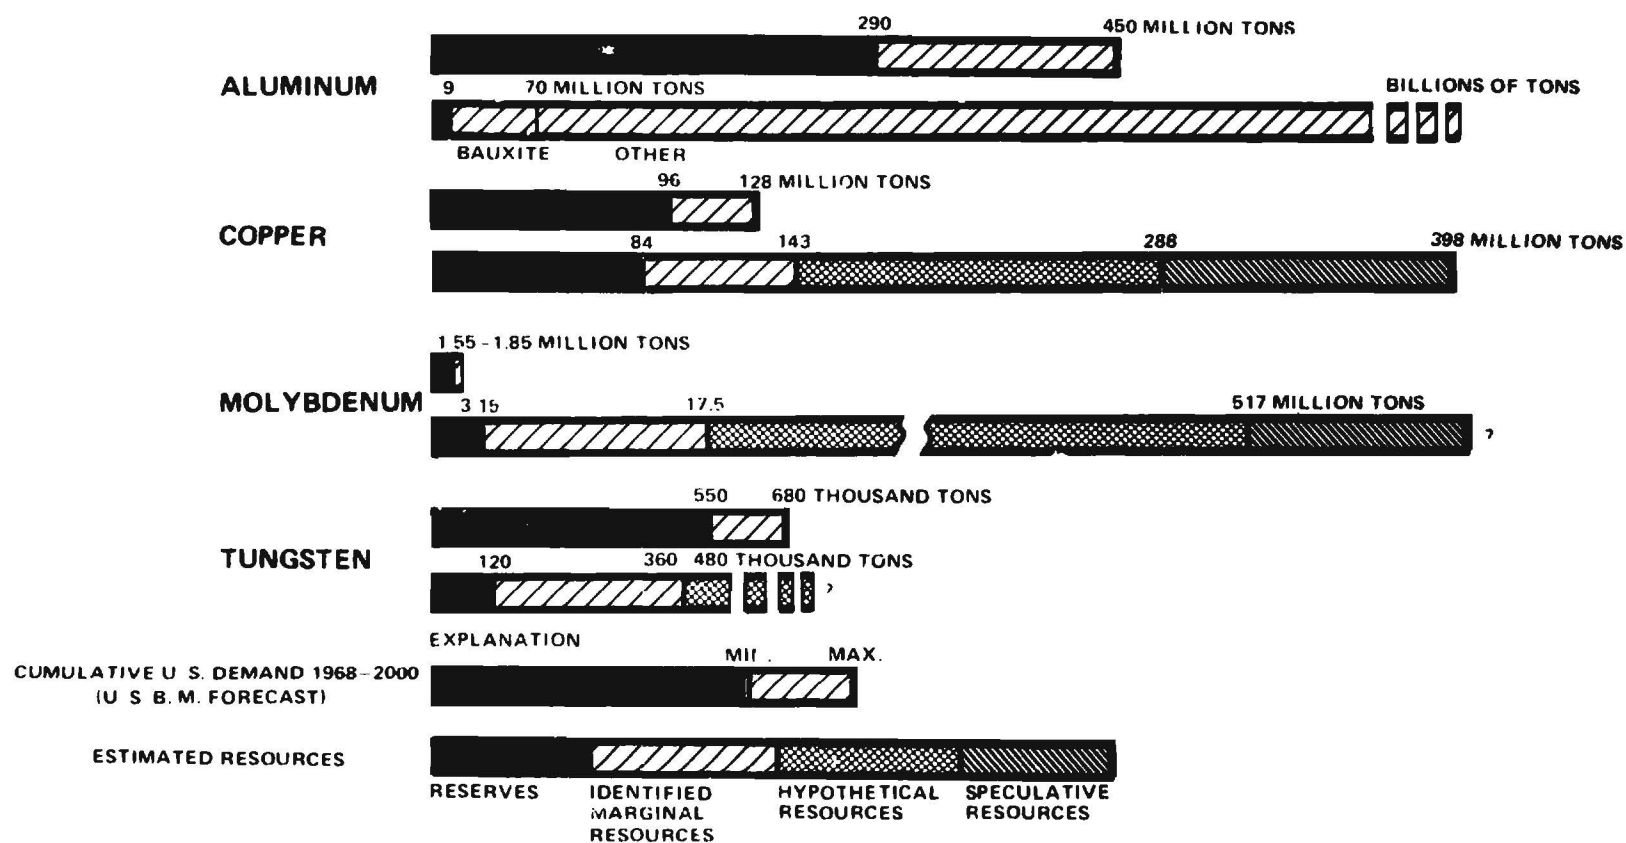 290 450 MILLION TONS
ALUMINUM
9 70 MILLION TONS BILLIONS OF TONS
BAUXITE OTHER
96 128 MILLION TONS
COPPER
84 143 288 398 MILLION TONS
1 55 - 1.85 MILLION TONS
MOLYBDENUM
3 15 17.5 517 MILLION TONS
?
550 680 THOUSAND TONS
TUNGSTEN
120 360 480 THOUSAND TONS
?
EXPLANATION
MAX.
CUMULATIVE U S. DEMAND 1968-2000
(U S B. M. FORECAST)
ESTIMATED RESOURCES
RESERVES IDENTIFIED HYPOTHETICAL SPECULATIVE
MARGINAL RESOURCES RESOURCES
RESOURCES